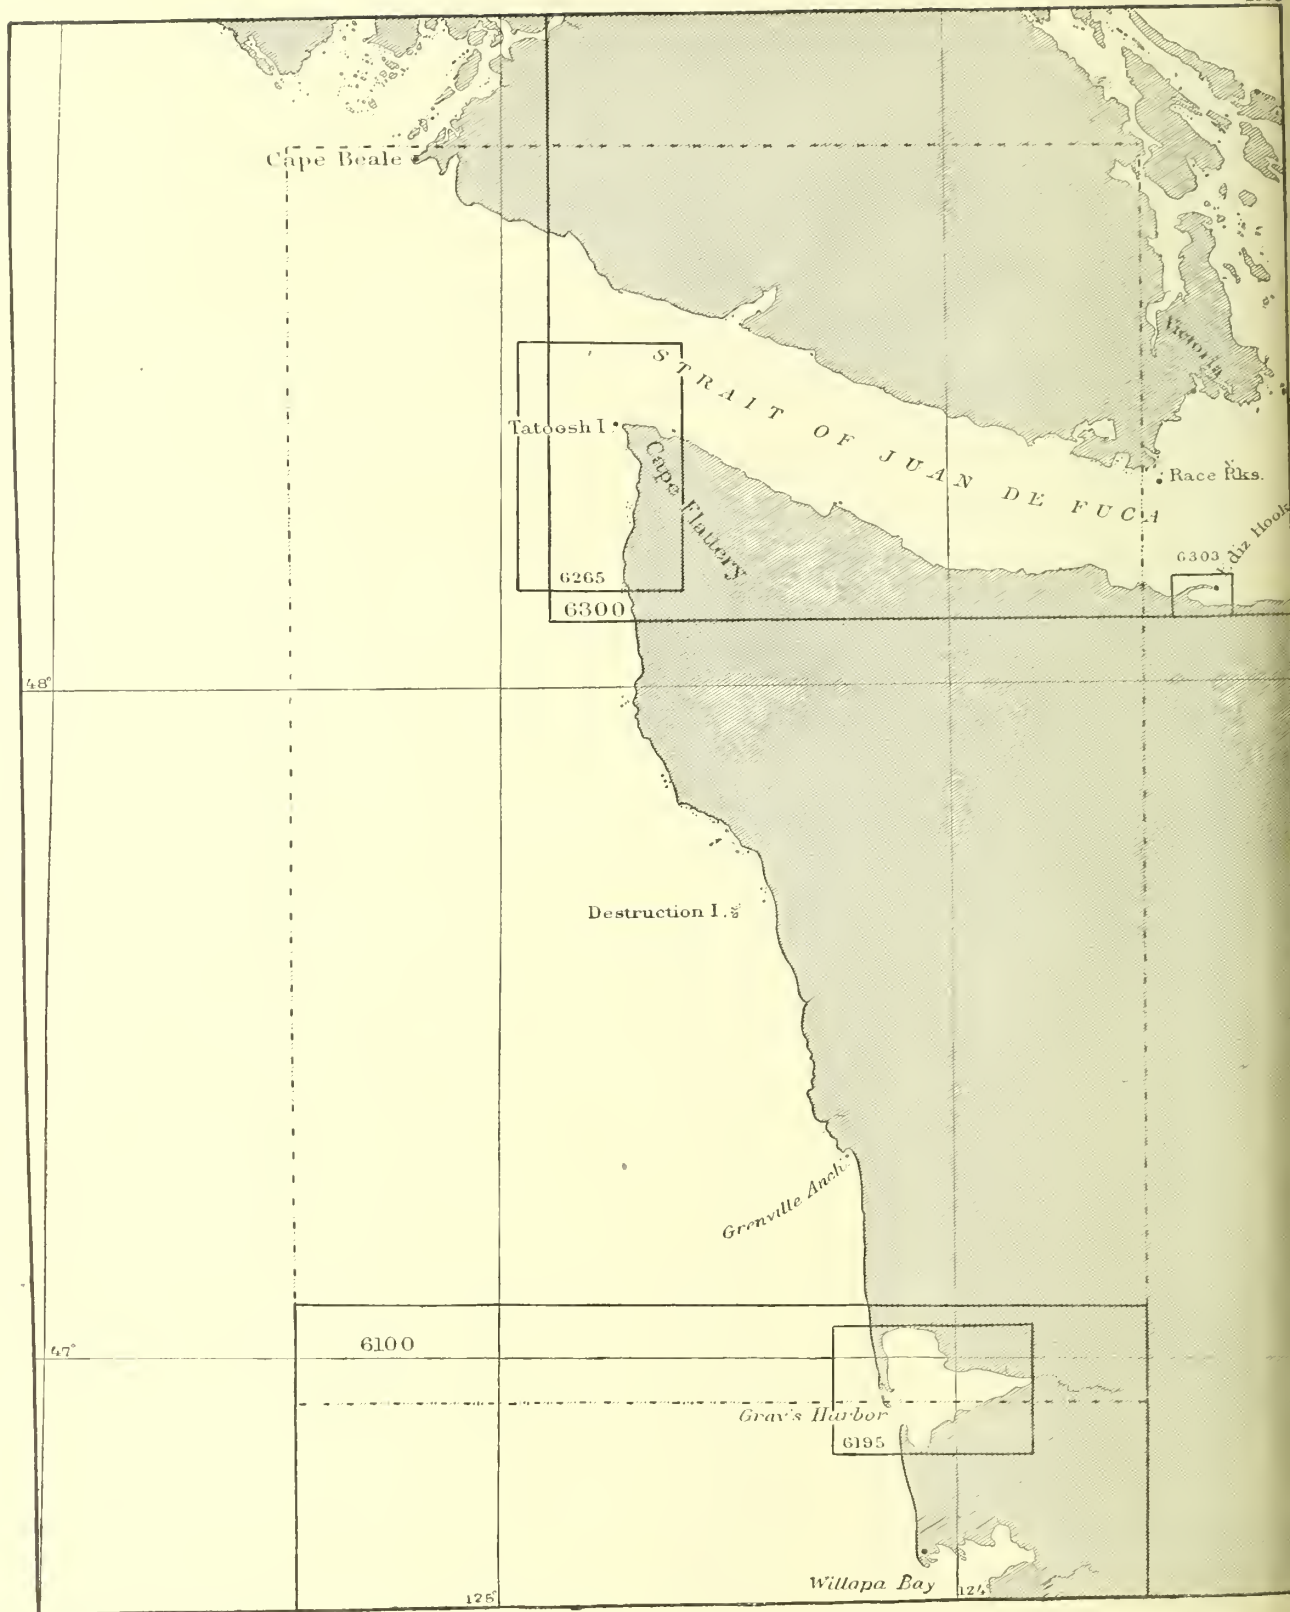 Cape Beale
STRAIT OF JUAN DE FUCA
Victoria
Tatoosh I.
Cape Flattery
Race Rks.
6303
6265
6300
48°
Destruction I.
Grenville Anch.
6100
47°
Gray's Harbor
6195
Willapa Bay
125°
124°